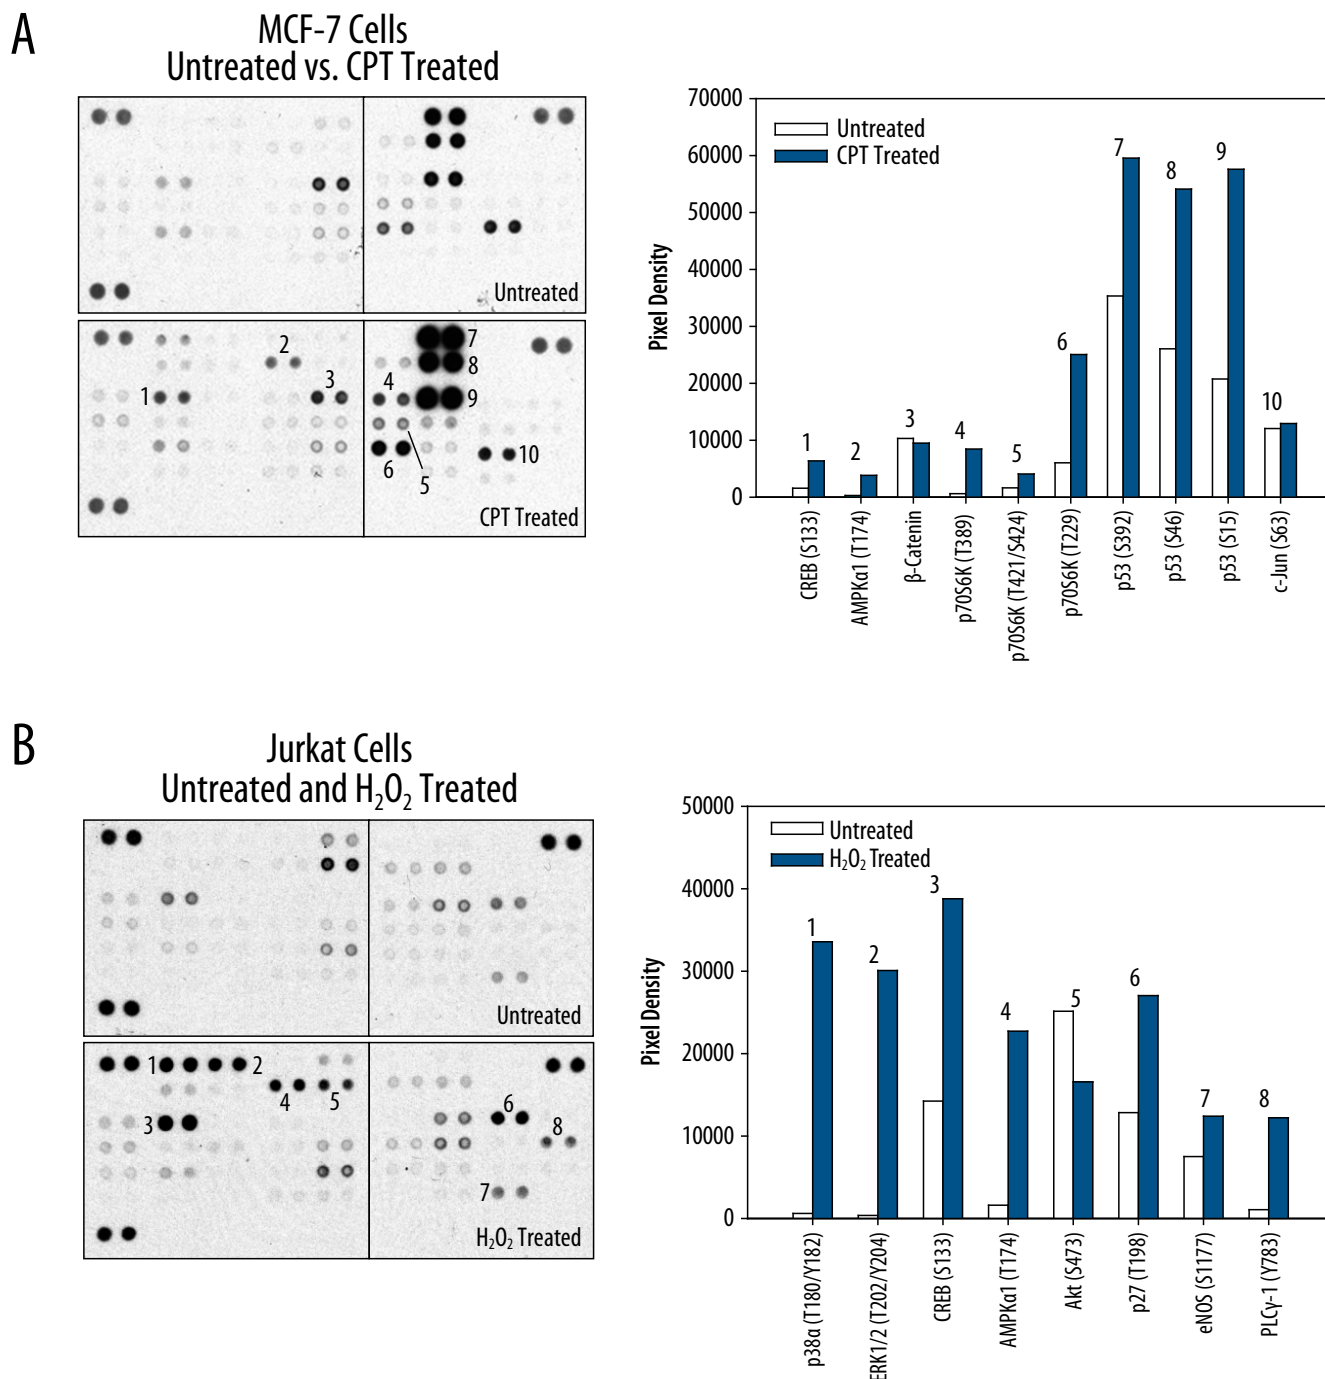 A
MCF-7 Cells
Untreated vs. CPT Treated
Untreated
1
2
3
4
5
6
7
8
9
10
CPT Treated
70000
60000
50000
40000
30000
20000
10000
0
Pixel Density
Untreated
CPT Treated
1
2
3
4
5
6
7
8
9
10
CREB (S133)
AMPKα1 (T174)
β-Catenin
p70S6K (T389)
p70S6K (T421/S424)
p70S6K (T229)
p53 (S392)
p53 (S46)
p53 (S15)
c-Jun (S63)
B
Jurkat Cells
Untreated and H₂O₂ Treated
Untreated
1
2
3
4
5
6
7
8
H₂O₂ Treated
50000
40000
30000
20000
10000
0
Pixel Density
Untreated
H₂O₂ Treated
1
2
3
4
5
6
7
8
p38α (T180/Y182)
ERK1/2 (T202/Y204)
CREB (S133)
AMPKα1 (T174)
Akt (S473)
p27 (T198)
eNOS (S1177)
PLCγ-1 (Y783)